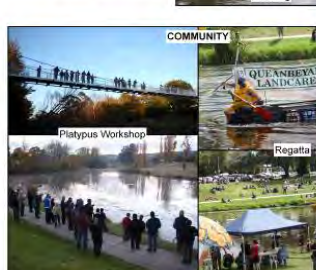 COMMUNITY
QUEANBEYAN
LANDCARE
Platypus Workshop
Regatta